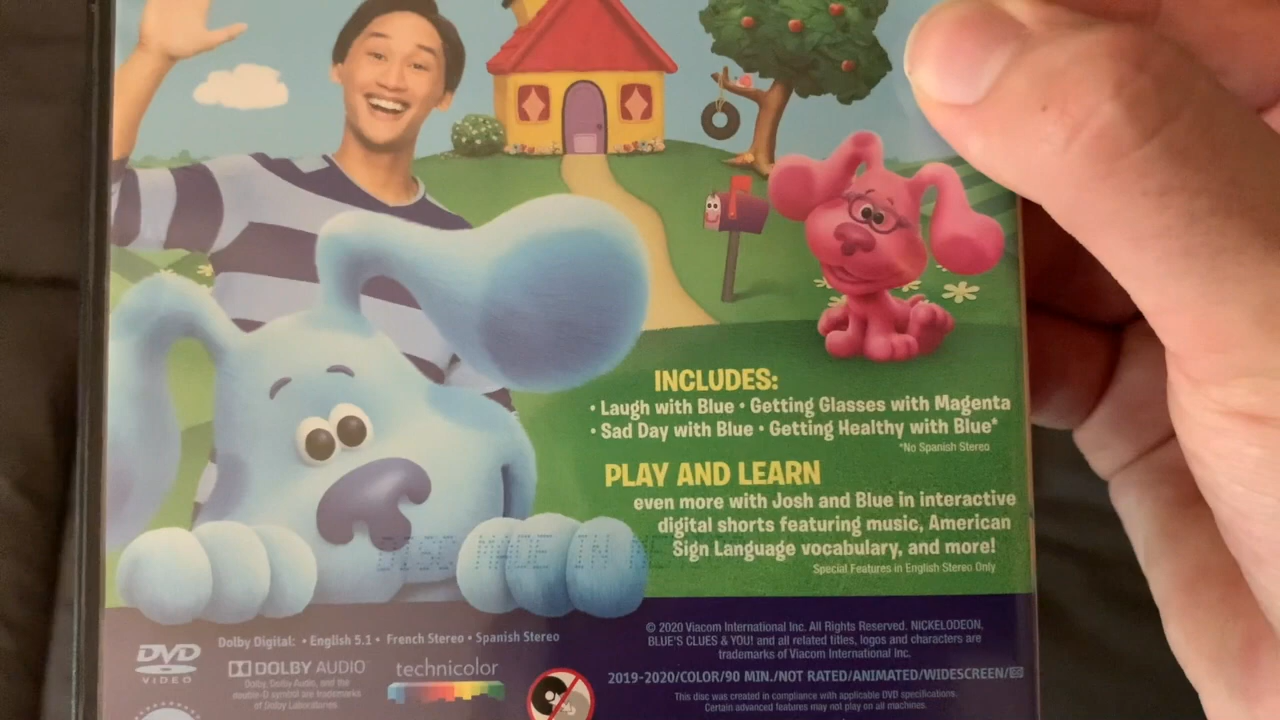 INCLUDES:
• Laugh with Blue • Getting Glasses with Magenta
• Sad Day with Blue • Getting Healthy with Blue*
*No Spanish Stereo
PLAY AND LEARN
even more with Josh and Blue in interactive
digital shorts featuring music, American
Sign Language vocabulary, and more!
Special Features in English Stereo Only
DISC MADE IN
Dolby Digital: • English 5.1 • French Stereo • Spanish Stereo
DVD
VIDEO
DOLBY AUDIO™
Dolby, Dolby Audio, and the
double-D symbol are trademarks
of Dolby Laboratories.
technicolor
© 2020 Viacom International Inc. All Rights Reserved. NICKELODEON,
BLUE'S CLUES & YOU! and all related titles, logos and characters are
trademarks of Viacom International Inc.
2019-2020/COLOR/90 MIN./NOT RATED/ANIMATED/WIDESCREEN/
This disc was created in compliance with applicable DVD specifications.
Certain advanced features may not play on all machines.